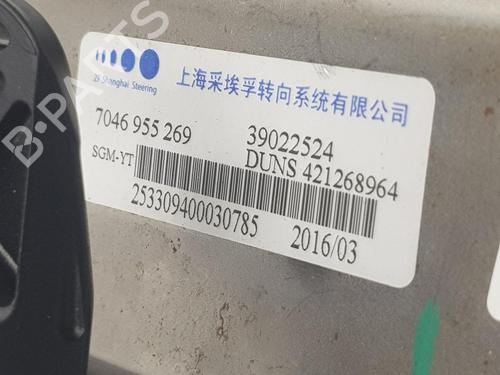 ZF Shanghai Steering
上海采埃孚转向系统有限公司
7046 955 269
39022524
SGM-YT
DUNS 421268964
253309400030785
2016/03
B-PARTS